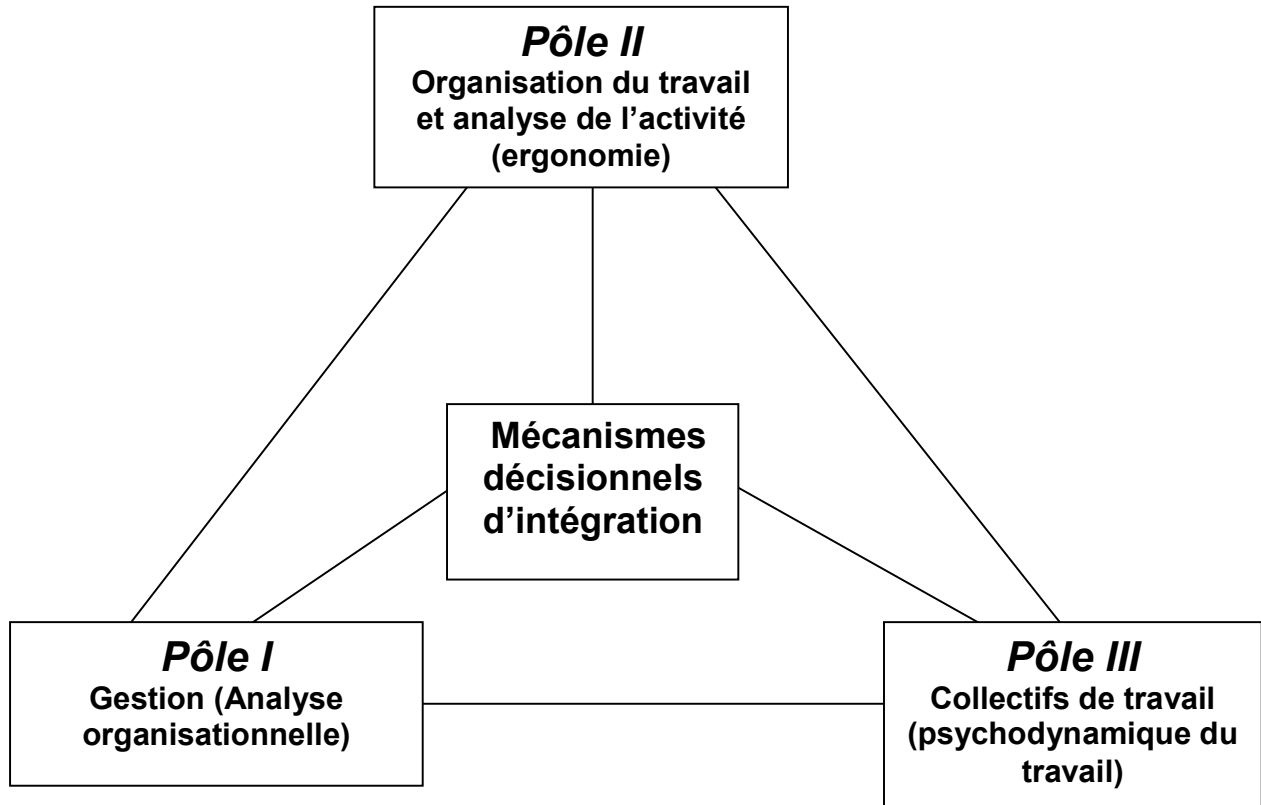 Pôle II
Organisation du travail
et analyse de l’activité
(ergonomie)
Mécanismes
décisionnels
d’intégration
Pôle I
Gestion (Analyse
organisationnelle)
Pôle III
Collectifs de travail
(psychodynamique du
travail)